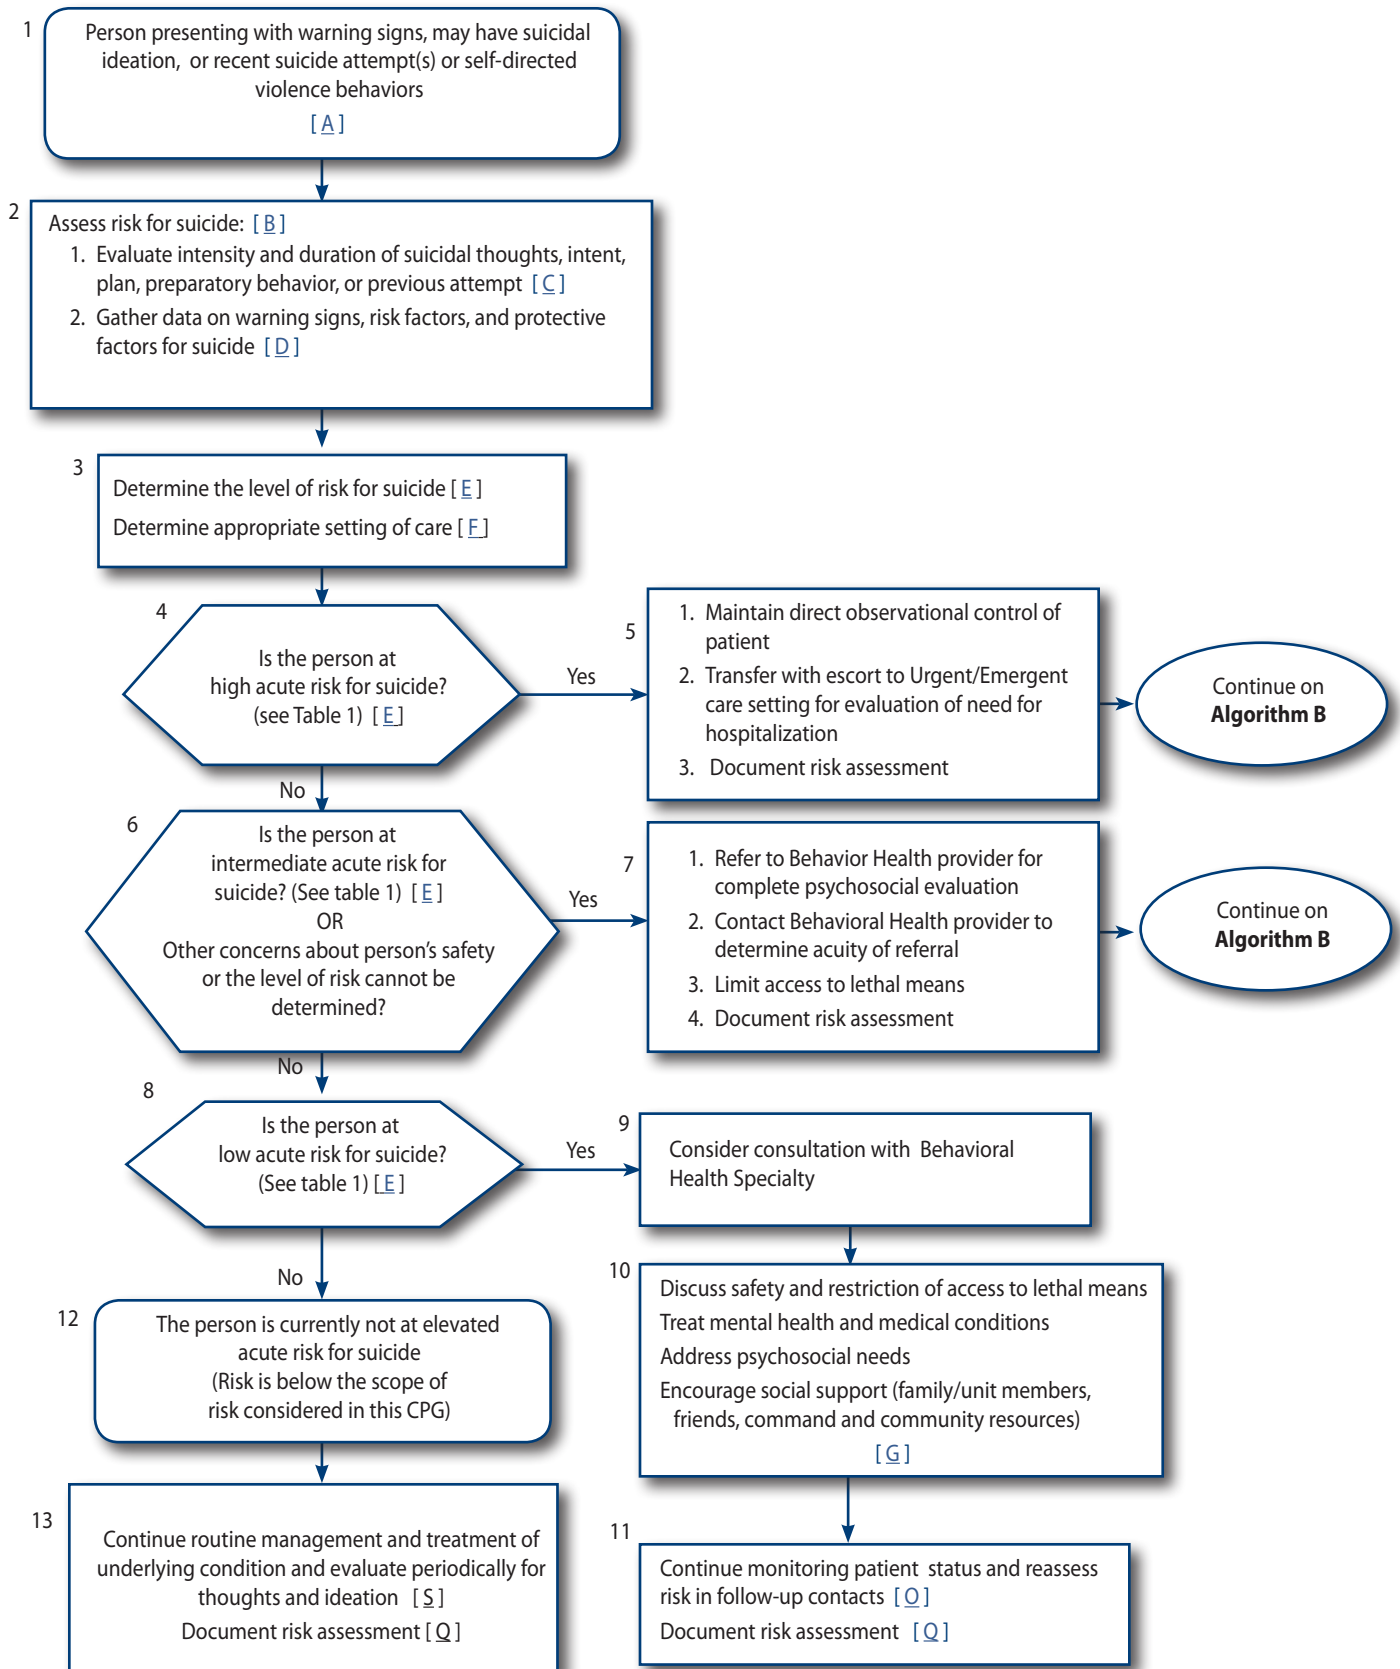 1
Person presenting with warning signs, may have suicidal
ideation, or recent suicide attempt(s) or self-directed
violence behaviors
[ A ]
2
Assess risk for suicide: [ B ]
1. Evaluate intensity and duration of suicidal thoughts, intent,
plan, preparatory behavior, or previous attempt [ C ]
2. Gather data on warning signs, risk factors, and protective
factors for suicide [ D ]
3
Determine the level of risk for suicide [ E ]
Determine appropriate setting of care [ F ]
4
Is the person at
high acute risk for suicide?
(see Table 1) [ E ]
Yes
No
5
1. Maintain direct observational control of
patient
2. Transfer with escort to Urgent/Emergent
care setting for evaluation of need for
hospitalization
3. Document risk assessment
Continue on
Algorithm B
6
Is the person at
intermediate acute risk for
suicide? (See table 1) [ E ]
OR
Other concerns about person's safety
or the level of risk cannot be
determined?
Yes
No
7
1. Refer to Behavior Health provider for
complete psychosocial evaluation
2. Contact Behavioral Health provider to
determine acuity of referral
3. Limit access to lethal means
4. Document risk assessment
Continue on
Algorithm B
8
Is the person at
low acute risk for suicide?
(See table 1) [ E ]
Yes
No
9
Consider consultation with Behavioral
Health Specialty
10
Discuss safety and restriction of access to lethal means
Treat mental health and medical conditions
Address psychosocial needs
Encourage social support (family/unit members,
friends, command and community resources)
[ G ]
11
Continue monitoring patient status and reassess
risk in follow-up contacts [ O ]
Document risk assessment [ Q ]
12
The person is currently not at elevated
acute risk for suicide
(Risk is below the scope of
risk considered in this CPG)
13
Continue routine management and treatment of
underlying condition and evaluate periodically for
thoughts and ideation [ S ]
Document risk assessment [ Q ]